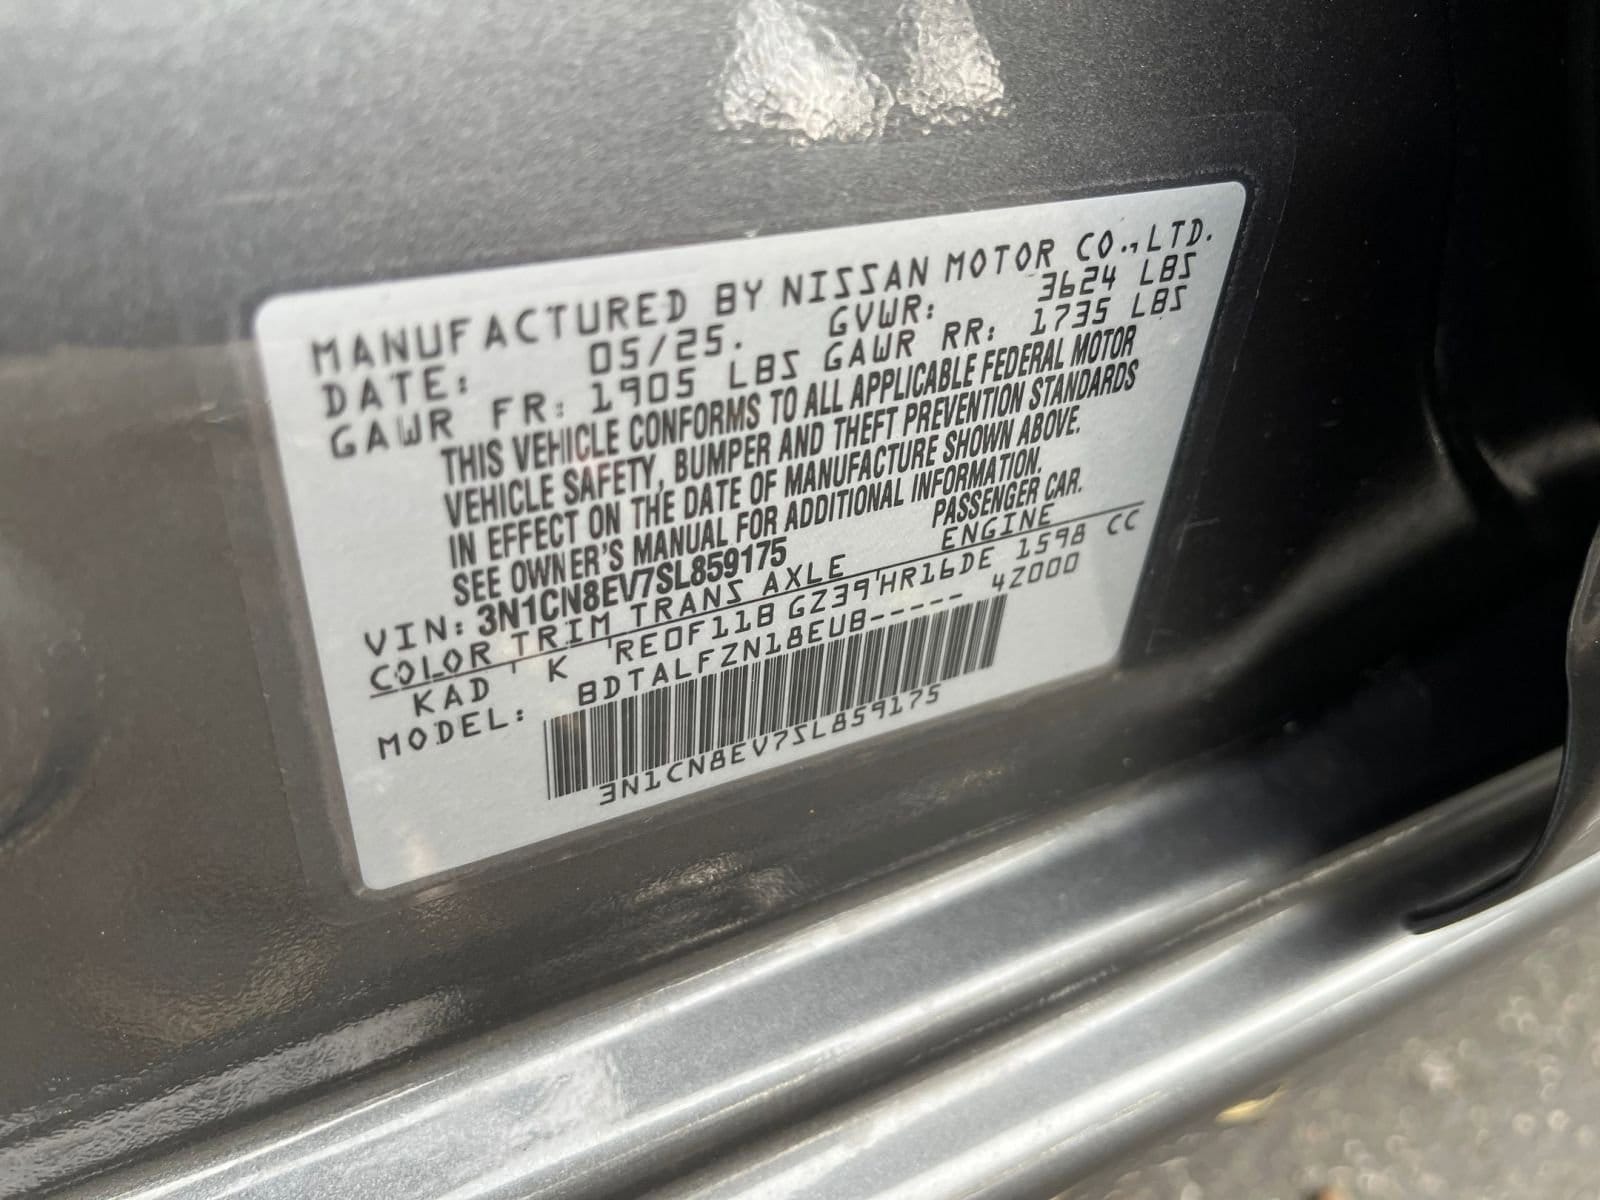 MANUFACTURED BY NISSAN MOTOR CO.,LTD.
DATE: 05/25. GVWR: 3624 LBS
GAWR FR: 1905 LBS GAWR RR: 1735 LBS
THIS VEHICLE CONFORMS TO ALL APPLICABLE FEDERAL MOTOR
VEHICLE SAFETY, BUMPER AND THEFT PREVENTION STANDARDS
IN EFFECT ON THE DATE OF MANUFACTURE SHOWN ABOVE.
SEE OWNER'S MANUAL FOR ADDITIONAL INFORMATION.
VIN: 3N1CN8EV7SL859175 PASSENGER CAR.
COLOR TRIM TRANS AXLE ENGINE
KAD K RE0F11B GZ39 HR16DE 1598 CC
MODEL: BDTALFZN18EUB----- 4Z000
3N1CN8EV7SL859175